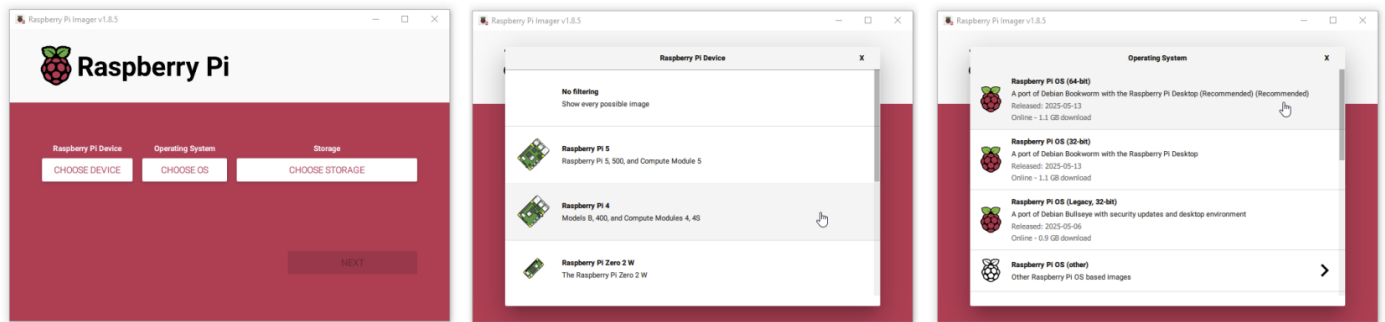 Raspberry Pi Imager v1.8.5
Raspberry Pi
Raspberry Pi Device
Operating System
Storage
CHOOSE DEVICE
CHOOSE OS
CHOOSE STORAGE
NEXT
Raspberry Pi Imager v1.8.5
Raspberry Pi Device
X
No filtering
Show every possible image
Raspberry Pi 5
Raspberry Pi 5, 500, and Compute Module 5
Raspberry Pi 4
Models B, 400, and Compute Modules 4, 4S
Raspberry Pi Zero 2 W
The Raspberry Pi Zero 2 W
Raspberry Pi Imager v1.8.5
Operating System
X
Raspberry Pi OS (64-bit)
A port of Debian Bookworm with the Raspberry Pi Desktop (Recommended) (Recommended)
Released: 2025-05-13
Online - 1.1 GB download
Raspberry Pi OS (32-bit)
A port of Debian Bookworm with the Raspberry Pi Desktop
Released: 2025-05-13
Online - 1.1 GB download
Raspberry Pi OS (Legacy, 32-bit)
A port of Debian Bullseye with security updates and desktop environment
Released: 2025-05-06
Online - 0.9 GB download
Raspberry Pi OS (other)
Other Raspberry Pi OS based images